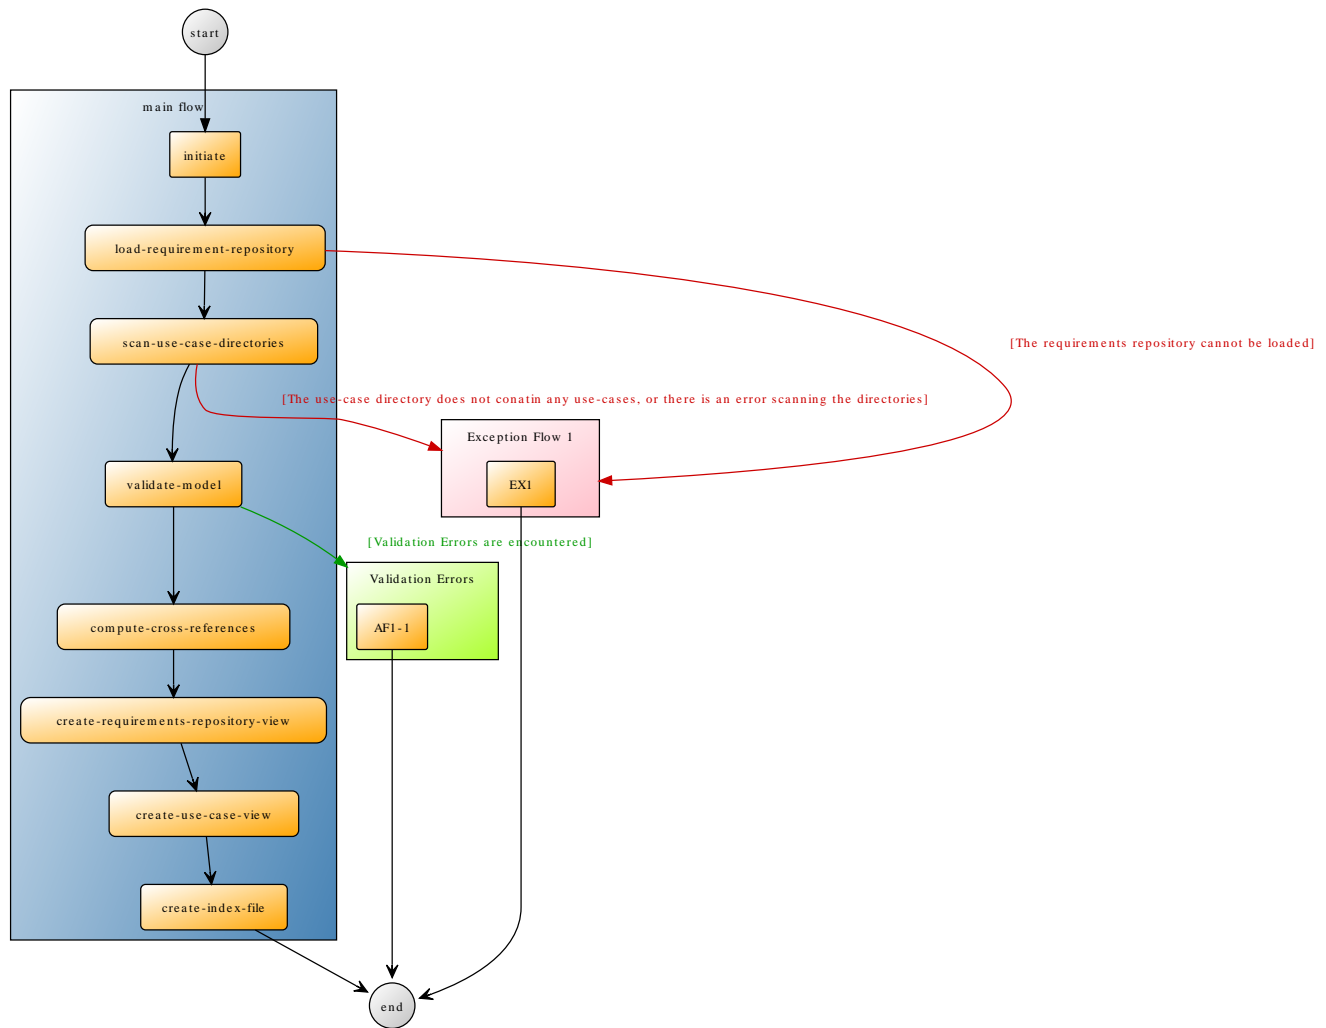 start
main flow
initiate
load-requirement-repository
scan-use-case-directories
[The requirements repository cannot be loaded]
[The use-case directory does not conatin any use-cases, or there is an error scanning the directories]
Exception Flow 1
validate-model
EX1
[Validation Errors are encountered]
Validation Errors
compute-cross-references
AF1-1
create-requirements-repository-view
create-use-case-view
create-index-file
end